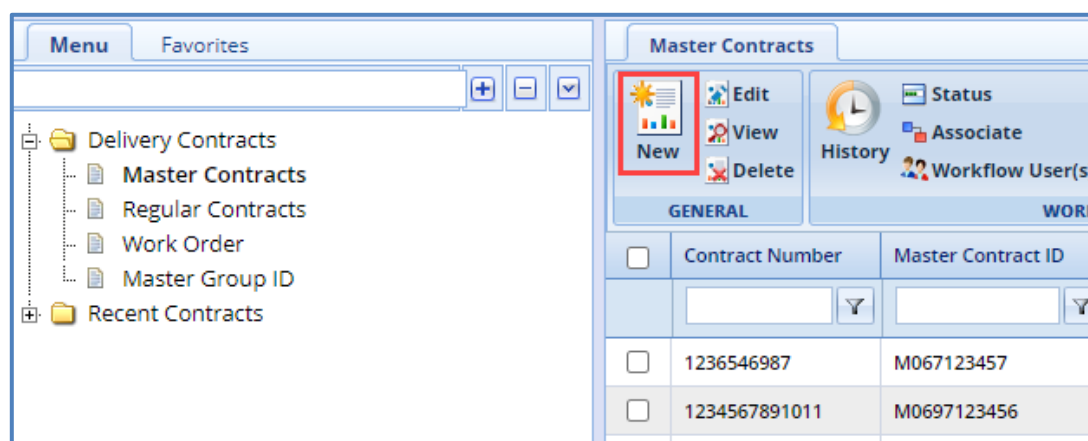 Menu
Favorites
Delivery Contracts
Master Contracts
Regular Contracts
Work Order
Master Group ID
Recent Contracts
Master Contracts
New
Edit
View
Delete
GENERAL
History
Status
Associate
Workflow User(s
WOR
Contract Number
Master Contract ID
1236546987
M067123457
1234567891011
M0697123456